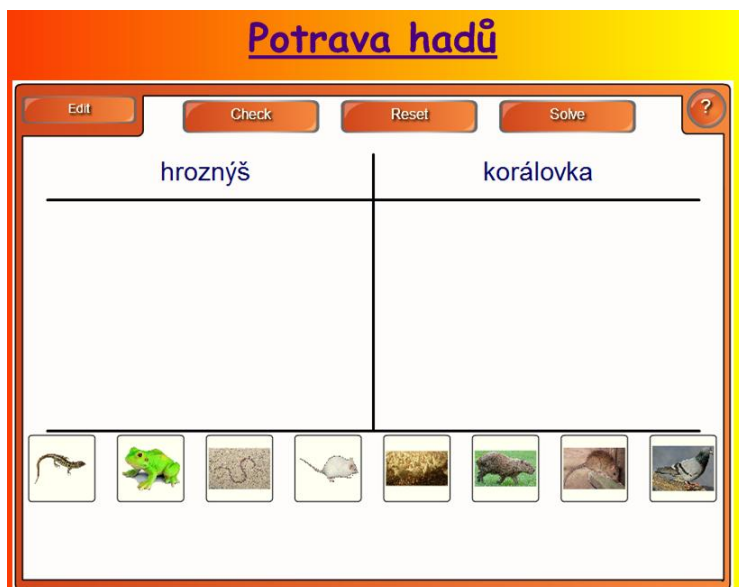 Potrava hadů
Edit
Check
Reset
Solve
?
hroznýš
korálovka